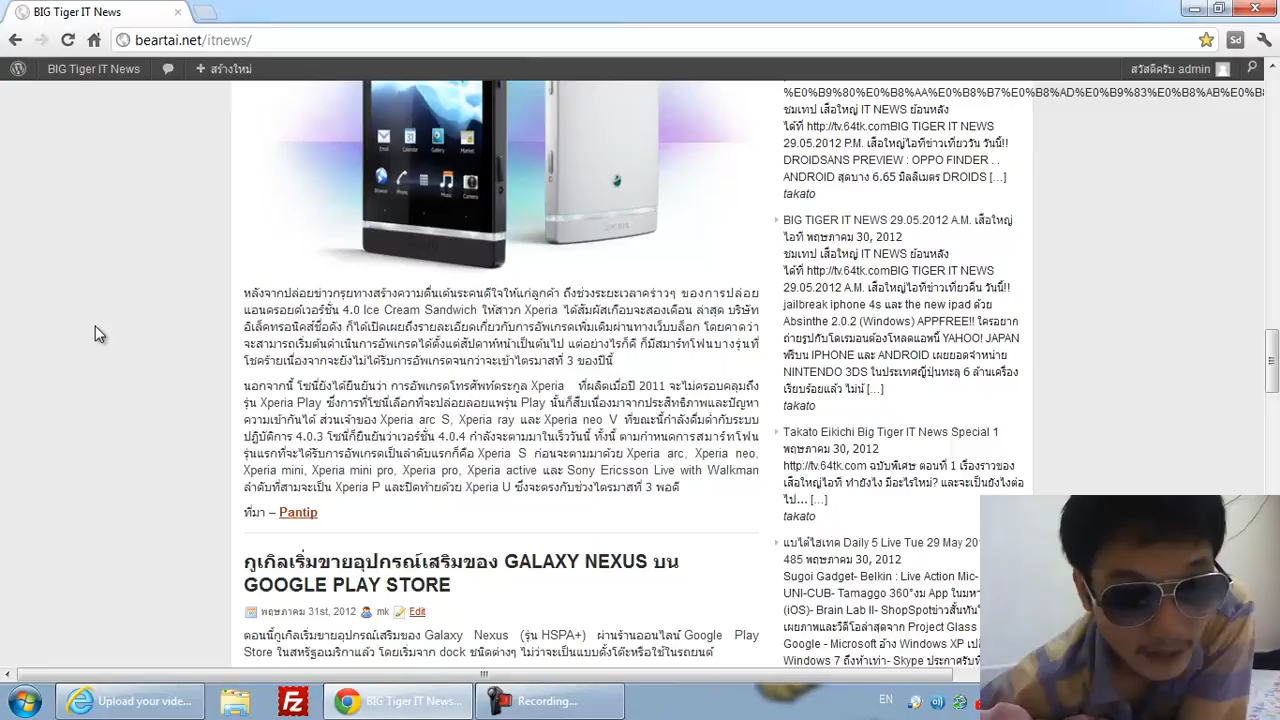 BIG Tiger IT News
beartai.net/itnews/
Sd
BIG Tiger IT News
สร้างใหม่
สวัสดีครับ admin
Email
Calendar
Gallery
Market
Browser
Phone
Music
Camera
หลังจากปล่อยข่าวกรุยทางสร้างความตื่นเต้นระคนดีใจให้แก่ลูกค้า ถึงช่วงระยะเวลาคร่าวๆ ของการปล่อย
แอนดรอยด์เวอร์ชั่น 4.0 Ice Cream Sandwich ให้สาวก Xperia ได้สัมผัสเกือบจะสองเดือน ล่าสุด บริษัท
อิเล็คทรอนิคส์ชื่อดัง ก็ได้เปิดเผยถึงรายละเอียดเกี่ยวกับการอัพเกรดเพิ่มเติมผ่านทางเว็บบล็อก โดยคาดว่า
จะสามารถเริ่มต้นดำเนินการอัพเกรดได้ตั้งแต่สัปดาห์หน้าเป็นต้นไป แต่อย่างไรก็ดี ก็มีสมาร์ทโฟนบางรุ่นที่
โชคร้ายเนื่องจากจะยังไม่ได้รับการอัพเกรดจนกว่าจะเข้าไตรมาสที่ 3 ของปีนี้
นอกจากนี้ โซนี่ยังได้ยืนยันว่า การอัพเกรดโทรศัพท์ตระกูล Xperia ที่ผลิตเมื่อปี 2011 จะไม่ครอบคลุมถึง
รุ่น Xperia Play ซึ่งการที่โซนี่เลือกที่จะปล่อยลอยแพรุ่น Play นั้นก็สืบเนื่องมาจากประสิทธิภาพและปัญหา
ความเข้ากันได้ ส่วนเจ้าของ Xperia arc S, Xperia ray และ Xperia neo V ที่ขณะนี้กำลังดื่มด่ำกับระบบ
ปฏิบัติการ 4.0.3 โซนี่ก็ยืนยันว่าเวอร์ชั่น 4.0.4 กำลังจะตามมาในเร็ววันนี้ ทั้งนี้ ตามกำหนดการสมาร์ทโฟน
รุ่นแรกที่จะได้รับการอัพเกรดเป็นลำดับแรกก็คือ Xperia S ก่อนจะตามมาด้วย Xperia arc, Xperia neo,
Xperia mini, Xperia mini pro, Xperia pro, Xperia active และ Sony Ericsson Live with Walkman
ลำดับที่สามจะเป็น Xperia P และปิดท้ายด้วย Xperia U ซึ่งจะตรงกับช่วงไตรมาสที่ 3 พอดี
ที่มา – Pantip
กูเกิลเริ่มขายอุปกรณ์เสริมของ GALAXY NEXUS บน
GOOGLE PLAY STORE
พฤษภาคม 31st, 2012 mk Edit
ตอนนี้กูเกิลเริ่มขายอุปกรณ์เสริมของ Galaxy Nexus (รุ่น HSPA+) ผ่านร้านออนไลน์ Google Play
Store ในสหรัฐอเมริกาแล้ว โดยเริ่มจาก dock ชนิดต่างๆ ไม่ว่าจะเป็นแบบตั้งโต๊ะหรือใช้ในรถยนต์
%E0%B9%80%E0%B8%AA%E0%B8%B7%E0%B8%AD%E0%B9%83%E0%B8%AB%E0%B8
ชมเทป เสือใหญ่ IT NEWS ย้อนหลัง
ได้ที่ http://tv.64tk.comBIG TIGER IT NEWS
29.05.2012 P.M. เสือใหญ่ไอทีข่าวเที่ยววัน วันนี้!!
DROIDSANS PREVIEW : OPPO FINDER . .
ANDROID สุดบาง 6.65 มิลลิเมตร DROIDS […]
takato
BIG TIGER IT NEWS 29.05.2012 A.M. เสือใหญ่
ไอที พฤษภาคม 30, 2012
ชมเทป เสือใหญ่ IT NEWS ย้อนหลัง
ได้ที่ http://tv.64tk.comBIG TIGER IT NEWS
29.05.2012 A.M. เสือใหญ่ไอทีข่าวเที่ยวคืน วันนี้!!
jailbreak iphone 4s และ the new ipad ด้วย
Absinthe 2.0.2 (Windows) APPFREE!! ใครอยาก
ถ่ายรูปกับโดเรมอนต้องโหลดแอพนี้ YAHOO! JAPAN
ฟรีบน IPHONE และ ANDROID เผยยอดจำหน่าย
NINTENDO 3DS ในประเทศญี่ปุ่นทะลุ 6 ล้านเครื่อง
เรียบร้อยแล้ว ไม่น่ […]
takato
Takato Eikichi Big Tiger IT News Special 1
พฤษภาคม 30, 2012
http://tv.64tk.com ฉบับพิเศษ ตอนที่ 1 เรื่องราวของ
เสือใหญ่ไอที ทำยังไง มีอะไรใหม่? และจะเป็นยังไงต่อ
ไป… […]
takato
แบไต๋ไฮเทค Daily 5 Live Tue 29 May 20
485 พฤษภาคม 30, 2012
Sugoi Gadget- Belkin : Live Action Mic-
UNI-CUB- Tamaggo 360°งม App ในมห
(iOS)- Brain Lab II- ShopSpotข่าวสั้นทัน
เผยภาพและวิดีโอล่าสุดจาก Project Glass
Google - Microsoft อ้าง Windows XP เป
Windows 7 ถึงห้าเท่า- Skype ประกาศรับที
Upload your vide...
BIG Tiger IT News...
Recording...
EN